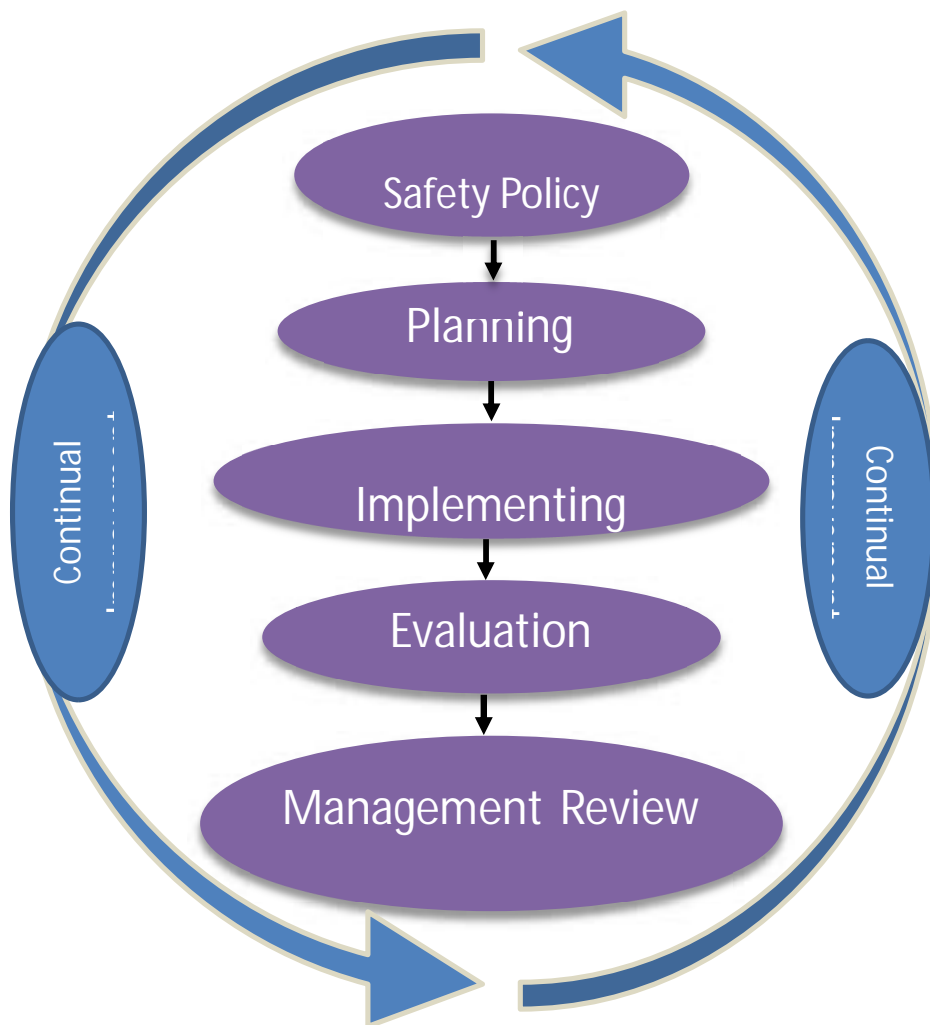 Safety Policy
Planning
Continual
Continual
Implementing
Evaluation
Management Review